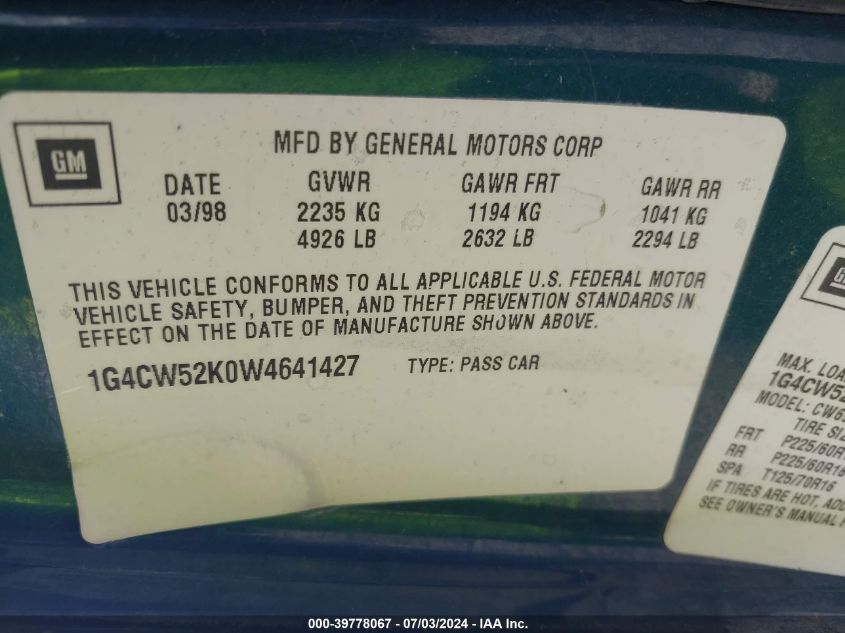 GM
MFD BY GENERAL MOTORS CORP
DATE GVWR GAWR FRT GAWR RR
03/98 2235 KG 1194 KG 1041 KG
4926 LB 2632 LB 2294 LB
THIS VEHICLE CONFORMS TO ALL APPLICABLE U.S. FEDERAL MOTOR
VEHICLE SAFETY, BUMPER, AND THEFT PREVENTION STANDARDS IN
EFFECT ON THE DATE OF MANUFACTURE SHOWN ABOVE.
1G4CW52K0W4641427 TYPE: PASS CAR
GM
MAX. LOA
1G4CW52
MODEL: CW6
TIRE SIZ
FRT P225/60R
RR P225/60R16
SPA T125/70R16
IF TIRES ARE HOT, ADD
SEE OWNER'S MANUAL F
000-39778067 - 07/03/2024 - IAA Inc.